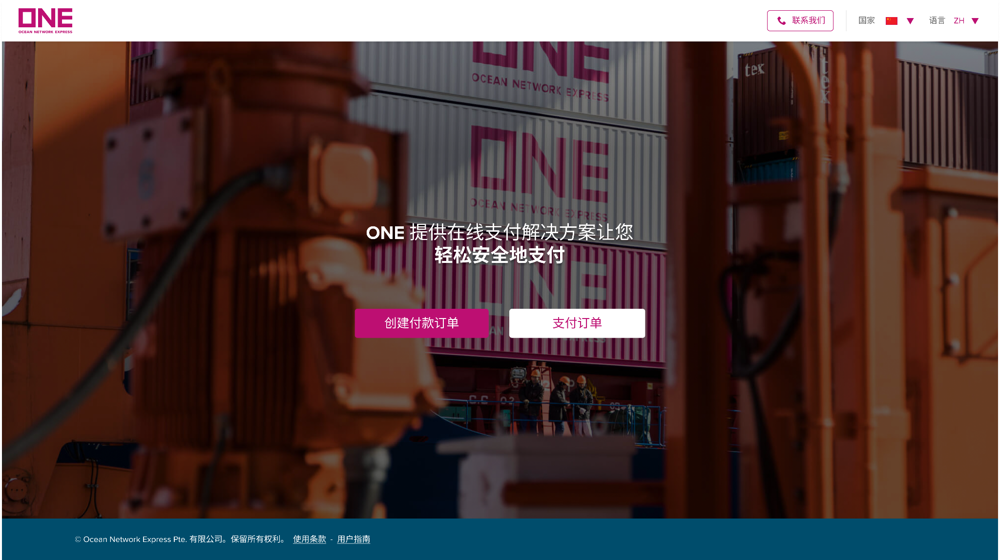 ONE
OCEAN NETWORK EXPRESS
联系我们
国家
语言 ZH
ONE
OCEAN NETWORK EXPRESS
tex
tex
ONE
OCEAN NETWORK EXPRESS
ONE 提供在线支付解决方案让您
轻松安全地支付
ONE
创建付款订单
支付订单
C.C 03
© Ocean Network Express Pte. 有限公司。保留所有权利。 使用条款 - 用户指南